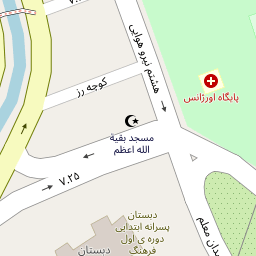 هشتم نیرو هوایی
کوچه رز
پایگاه اورژانس
مسجد بقیة
الله اعظم
۷.۲۵
دبستان
پسرانه ابتدایی
دوره ی اول
فرهنگ
دبستان
دان معلم